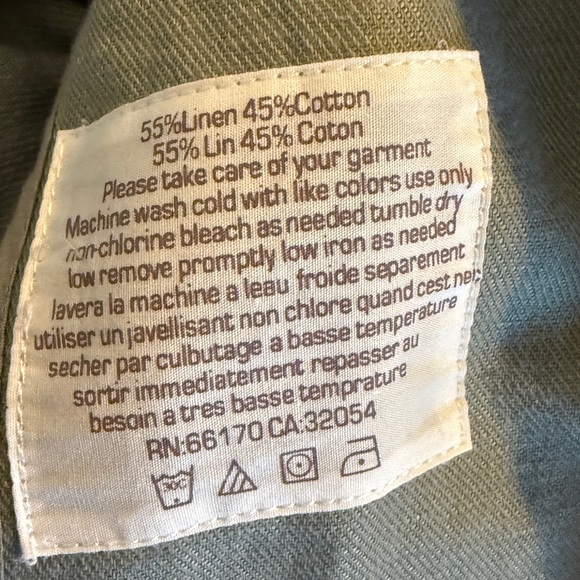 55%Linen 45%Cotton
55% Lin 45% Coton
Please take care of your garment
Machine wash cold with like colors use only
non-chlorine bleach as needed tumble dry
low remove promptly low iron as needed
lavera la machine a leau froide separement
utiliser un javellisant non chlore quand cest nei
secher par culbutage a basse temperature
sortir immediatement repasser au
besoin a tres basse temprature
RN:66170 CA:32054